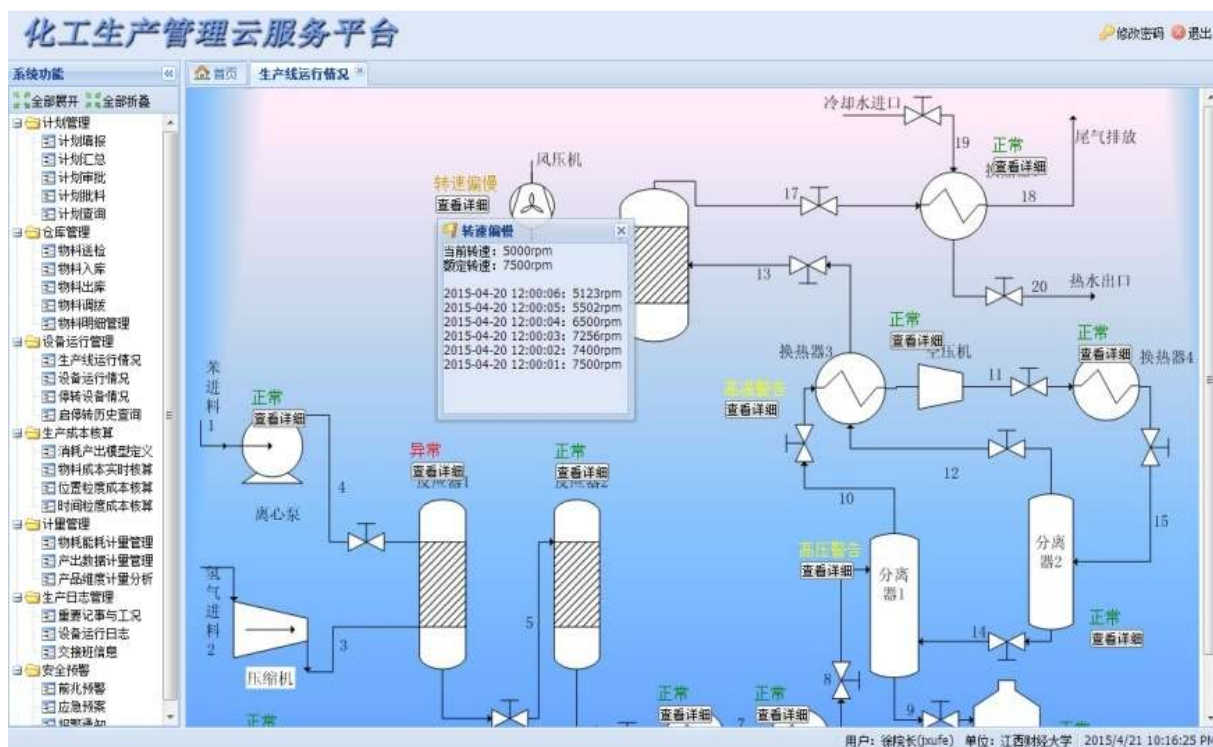 化工生产管理云服务平台
修改密码 退出
系统功能
首页 生产线运行情况
全部展开 全部折叠
计划管理
计划填报
计划汇总
计划审批
计划批料
计划查询
仓库管理
物料送检
物料入库
物料出库
物料调拨
物料明细管理
设备运行管理
生产线运行情况
设备运行情况
停转设备情况
启停转历史查询
生产成本核算
消耗产出模型定义
物料成本实时核算
位置粒度成本核算
时间粒度成本核算
计量管理
物耗能耗计量管理
产出数据计量管理
产品维度计量分析
生产日志管理
重要记事与工况
设备运行日志
交接班信息
安全预警
前兆预警
应急预案
报警通知
冷却水进口
19
正常
查看详细
尾气排放
风压机
转速偏慢
查看详细
17
18
转速偏慢
当前转速：5000rpm
额定转速：7500rpm
2015-04-20 12:00:06：5123rpm
2015-04-20 12:00:05：5502rpm
2015-04-20 12:00:04：6500rpm
2015-04-20 12:00:03：7256rpm
2015-04-20 12:00:02：7400rpm
2015-04-20 12:00:01：7500rpm
13
20
热水出口
换热器3
正常
查看详细
空压机
11
正常
查看详细
换热器4
高温警告
查看详细
苯进料1
正常
查看详细
4
离心泵
异常
查看详细
反应器1
正常
查看详细
反应器2
10
12
15
高压警告
查看详细
分离器1
分离器2
氢气进料2
3
5
压缩机
14
正常
查看详细
8
9
正常
正常
查看详细
7
正常
查看详细
正常
用户：徐院长(jxufe) 单位：江西财经大学 2015/4/21 10:16:25 PM